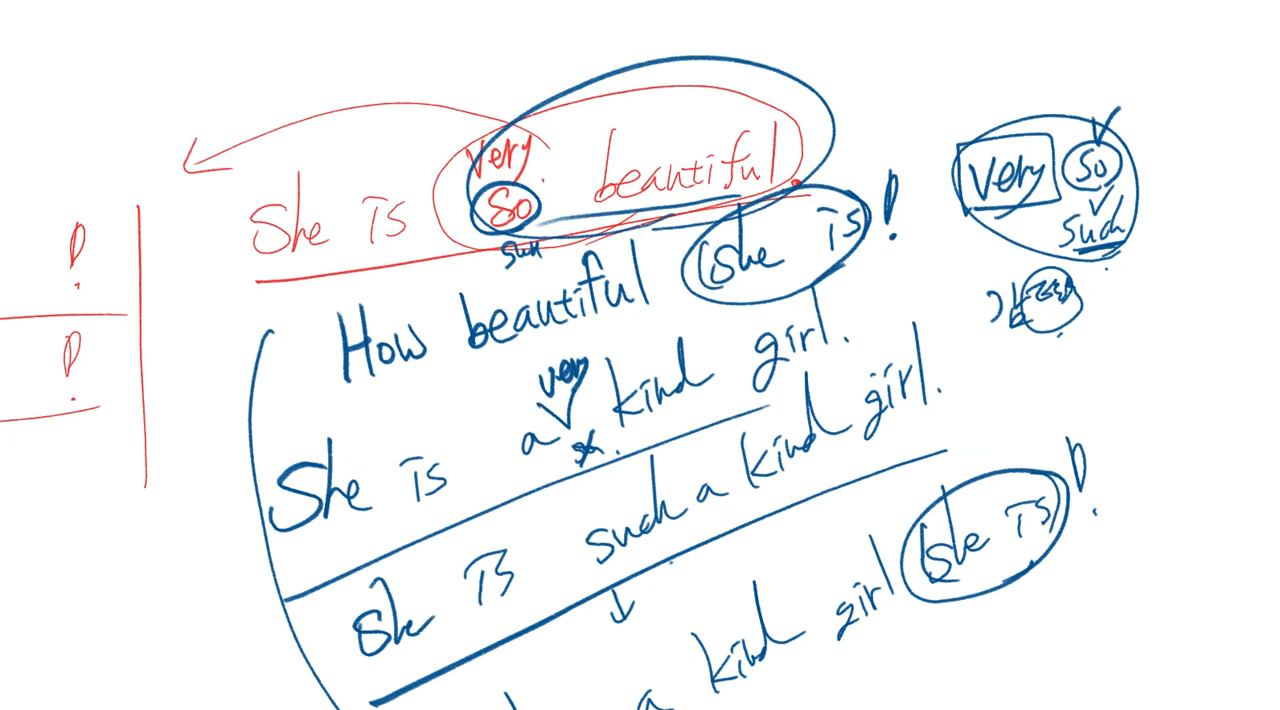 very
She is so beautiful.
such
How beautiful (she is)!
She is a very kind girl.
She is such a kind girl.
a kind girl (she is)!
very so
such
!
!